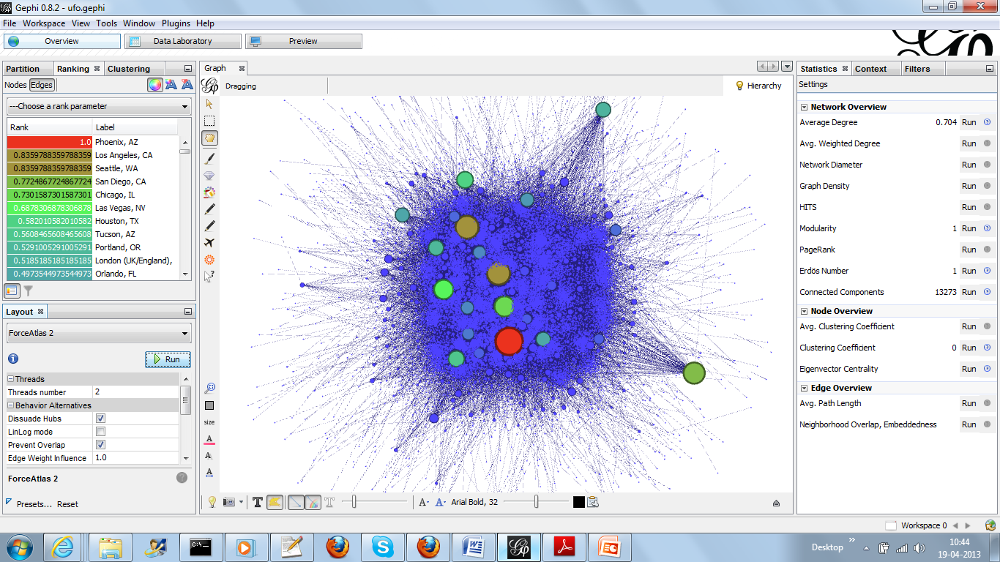 Gephi 0.8.2 - ufo.gephi
File Workspace View Tools Window Plugins Help
Overview
Data Laboratory
Preview
Partition
Ranking
Clustering
Nodes Edges
---Choose a rank parameter
Rank Label
1.0 Phoenix, AZ
0.8359788359788359 Los Angeles, CA
0.8359788359788359 Seattle, WA
0.7724867724867724 San Diego, CA
0.7301587301587301 Chicago, IL
0.6878306878306878 Las Vegas, NV
0.582010582010582 Houston, TX
0.5608465608465608 Tucson, AZ
0.5291005291005291 Portland, OR
0.5185185185185185 London (UK/England),
0.4973544973544973 Orlando, FL
Layout
ForceAtlas 2
Run
Threads
Threads number 2
Behavior Alternatives
Dissuade Hubs
LinLog mode
Prevent Overlap
Edge Weight Influence 1.0
ForceAtlas 2
Presets... Reset
Graph
Dragging
Hierarchy
size
A
A
A
T
T
A
A
Arial Bold, 32
Statistics
Context
Filters
Settings
Network Overview
Average Degree 0.704 Run
Avg. Weighted Degree Run
Network Diameter Run
Graph Density Run
HITS Run
Modularity 1 Run
PageRank Run
Erdös Number 1 Run
Connected Components 13273 Run
Node Overview
Avg. Clustering Coefficient Run
Clustering Coefficient 0 Run
Eigenvector Centrality Run
Edge Overview
Avg. Path Length Run
Neighborhood Overlap, Embeddedness Run
Workspace 0
Desktop
10:44
19-04-2013